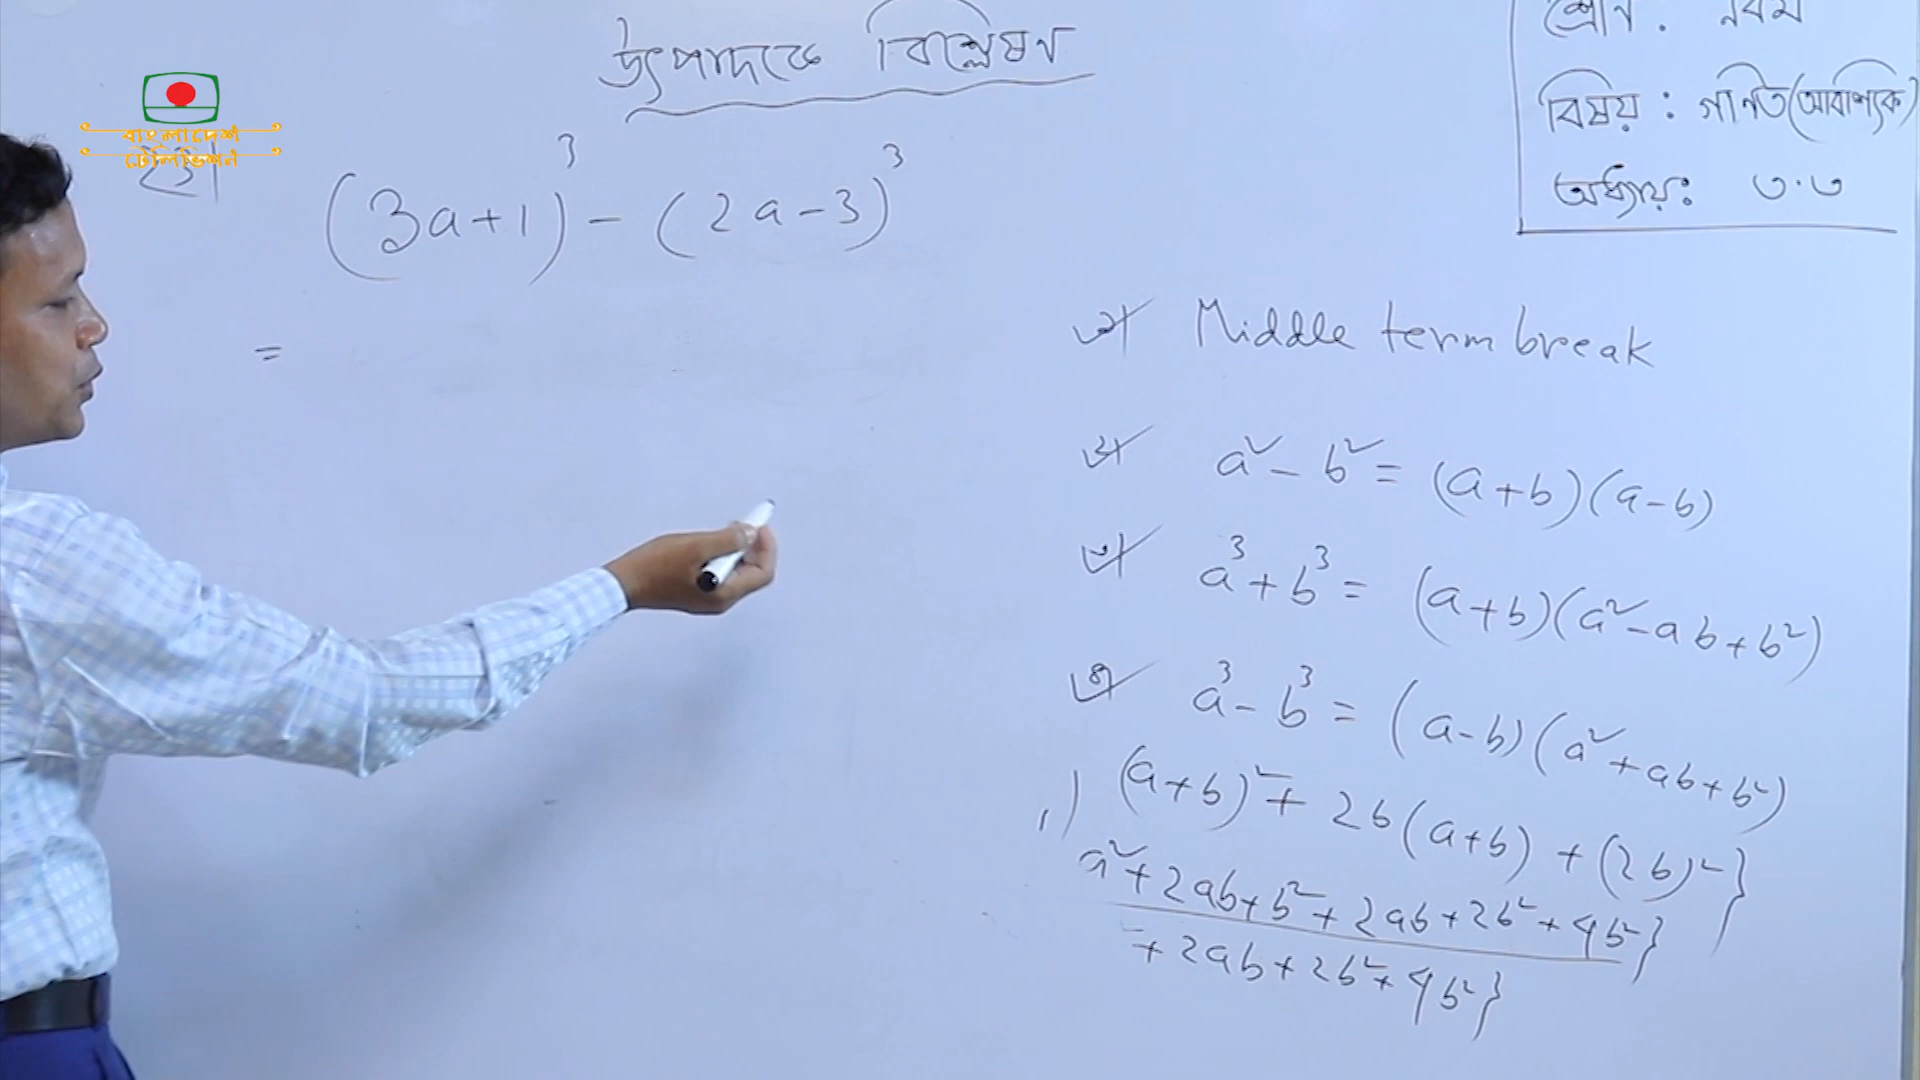 উৎপাদকে বিশ্লেষণ
শ্রেণি : নবম
বিষয় : গণিত(আবশ্যিক)
অধ্যায়: ৩.৩
বাংলাদেশ
টেলিভিশন
(3a+1)³ - (2a-3)³
=
Middle term break
a² - b² = (a+b)(a-b)
a³ + b³ = (a+b)(a²-ab+b²)
a³ - b³ = (a-b)(a²+ab+b²)
(a+b)² + 2b(a+b) + (2b)²}
a²+2ab+b²+2ab+2b²+4b²}
+2ab+2b²+4b²}